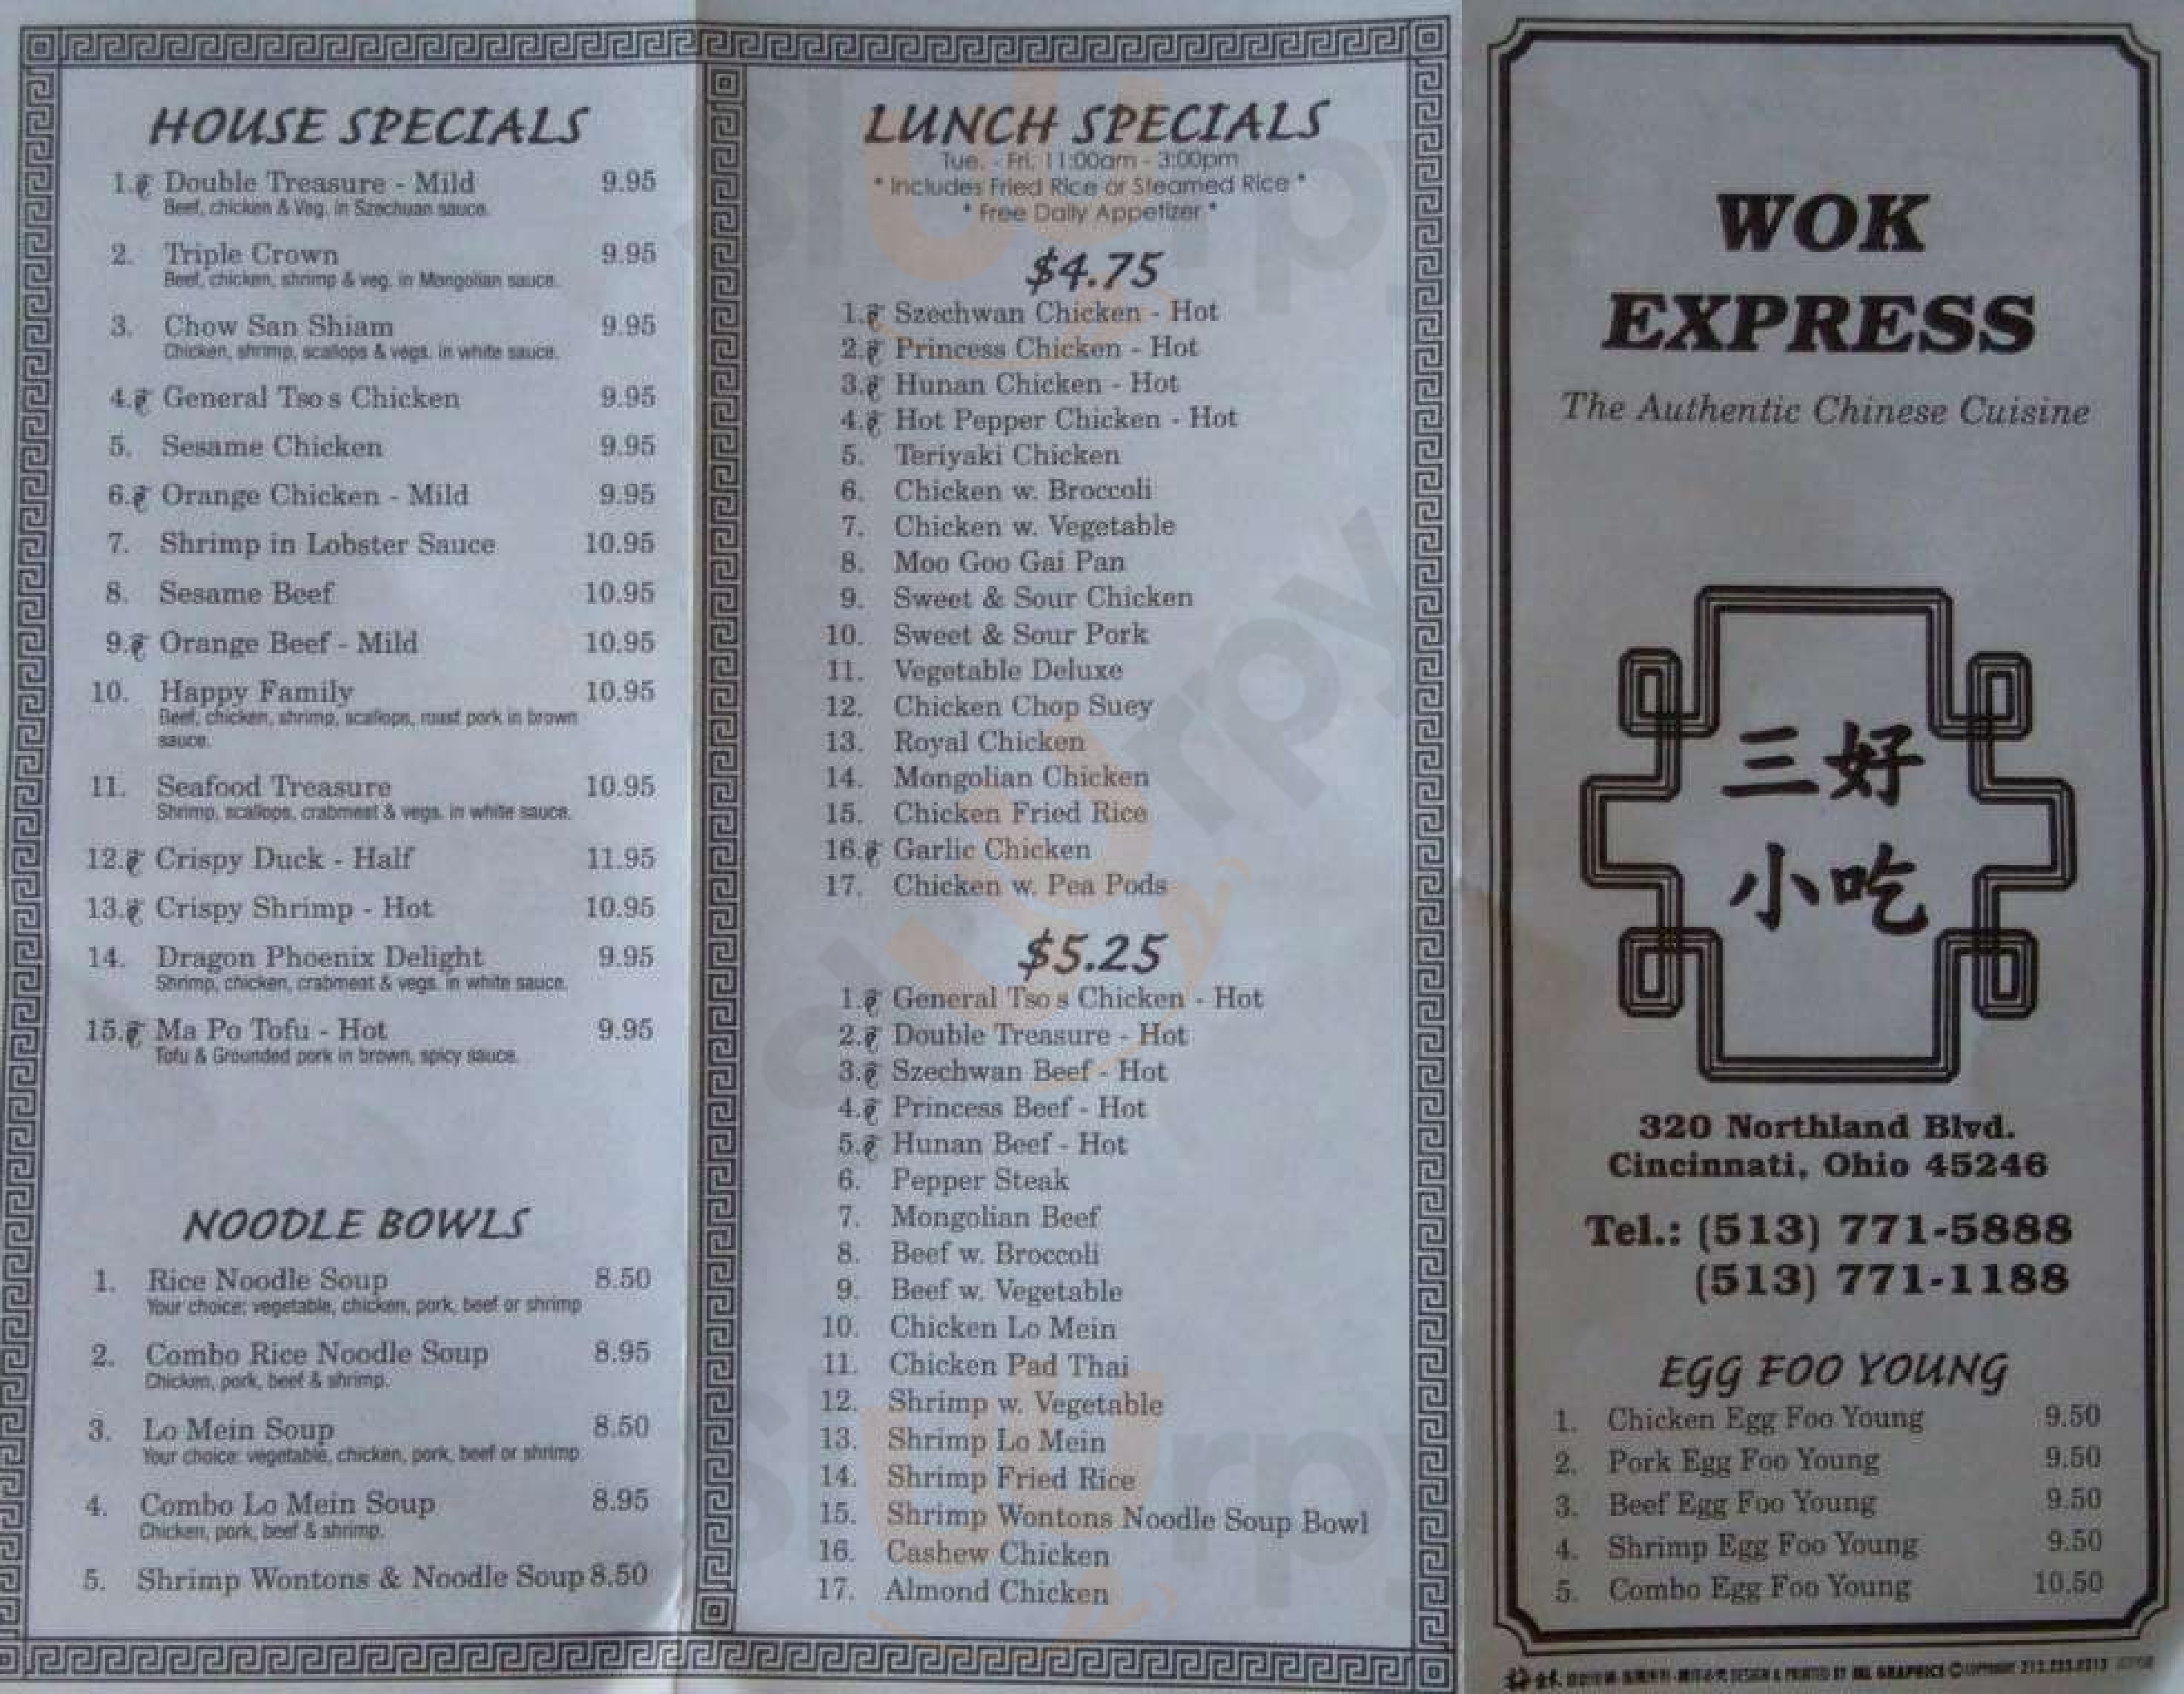 HOUSE SPECIALS
1. Double Treasure - Mild 9.95
Beef, chicken & Veg. in Szechuan sauce.
2. Triple Crown 9.95
Beef, chicken, shrimp & veg. in Mongolian sauce.
3. Chow San Shiam 9.95
Chicken, shrimp, scallops & vegs. in white sauce.
4. General Tso s Chicken 9.95
5. Sesame Chicken 9.95
6. Orange Chicken - Mild 9.95
7. Shrimp in Lobster Sauce 10.95
8. Sesame Beef 10.95
9. Orange Beef - Mild 10.95
10. Happy Family 10.95
Beef, chicken, shrimp, scallops, roast pork in brown
sauce.
11. Seafood Treasure 10.95
Shrimp, scallops, crabmeat & vegs. in white sauce.
12. Crispy Duck - Half 11.95
13. Crispy Shrimp - Hot 10.95
14. Dragon Phoenix Delight 9.95
Shrimp, chicken, crabmeat & vegs. in white sauce.
15. Ma Po Tofu - Hot 9.95
Tofu & Grounded pork in brown, spicy sauce.
NOODLE BOWLS
1. Rice Noodle Soup 8.50
Your choice: vegetable, chicken, pork, beef or shrimp
2. Combo Rice Noodle Soup 8.95
Chicken, pork, beef & shrimp.
3. Lo Mein Soup 8.50
Your choice: vegetable, chicken, pork, beef or shrimp
4. Combo Lo Mein Soup 8.95
Chicken, pork, beef & shrimp.
5. Shrimp Wontons & Noodle Soup 8.50
LUNCH SPECIALS
Tue. - Fri. 11:00am - 3:00pm
* Includes Fried Rice or Steamed Rice *
* Free Daily Appetizer *
$4.75
1. Szechwan Chicken - Hot
2. Princess Chicken - Hot
3. Hunan Chicken - Hot
4. Hot Pepper Chicken - Hot
5. Teriyaki Chicken
6. Chicken w. Broccoli
7. Chicken w. Vegetable
8. Moo Goo Gai Pan
9. Sweet & Sour Chicken
10. Sweet & Sour Pork
11. Vegetable Deluxe
12. Chicken Chop Suey
13. Royal Chicken
14. Mongolian Chicken
15. Chicken Fried Rice
16. Garlic Chicken
17. Chicken w. Pea Pods
$5.25
1. General Tso s Chicken - Hot
2. Double Treasure - Hot
3. Szechwan Beef - Hot
4. Princess Beef - Hot
5. Hunan Beef - Hot
6. Pepper Steak
7. Mongolian Beef
8. Beef w. Broccoli
9. Beef w. Vegetable
10. Chicken Lo Mein
11. Chicken Pad Thai
12. Shrimp w. Vegetable
13. Shrimp Lo Mein
14. Shrimp Fried Rice
15. Shrimp Wontons Noodle Soup Bowl
16. Cashew Chicken
17. Almond Chicken
WOK
EXPRESS
The Authentic Chinese Cuisine
三好
小吃
320 Northland Blvd.
Cincinnati, Ohio 45246
Tel.: (513) 771-5888
(513) 771-1188
EGG FOO YOUNG
1. Chicken Egg Foo Young 9.50
2. Pork Egg Foo Young 9.50
3. Beef Egg Foo Young 9.50
4. Shrimp Egg Foo Young 9.50
5. Combo Egg Foo Young 10.50
DESIGN & PRINTED BY GRAPHICS